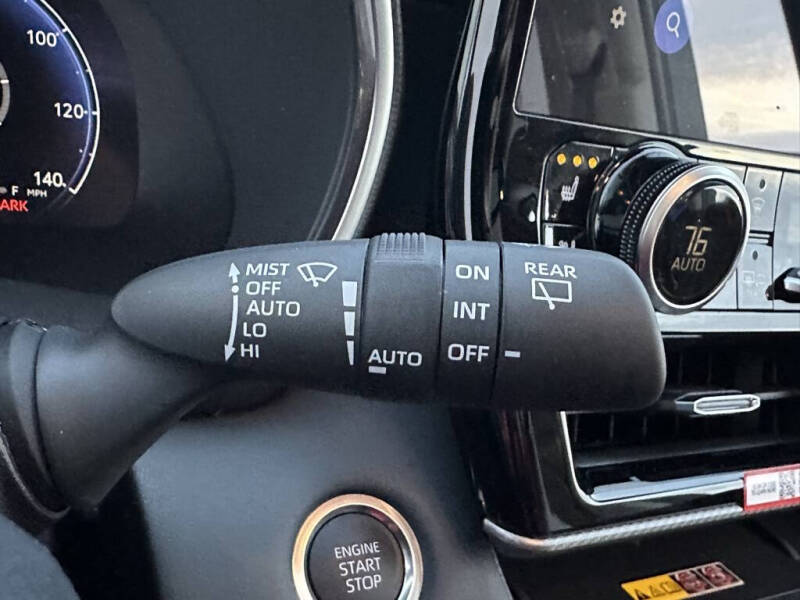 100
120
140
F
MPH
ARK
MIST
OFF
AUTO
LO
HI
AUTO
ON
INT
OFF
REAR
76
AUTO
ENGINE
START
STOP